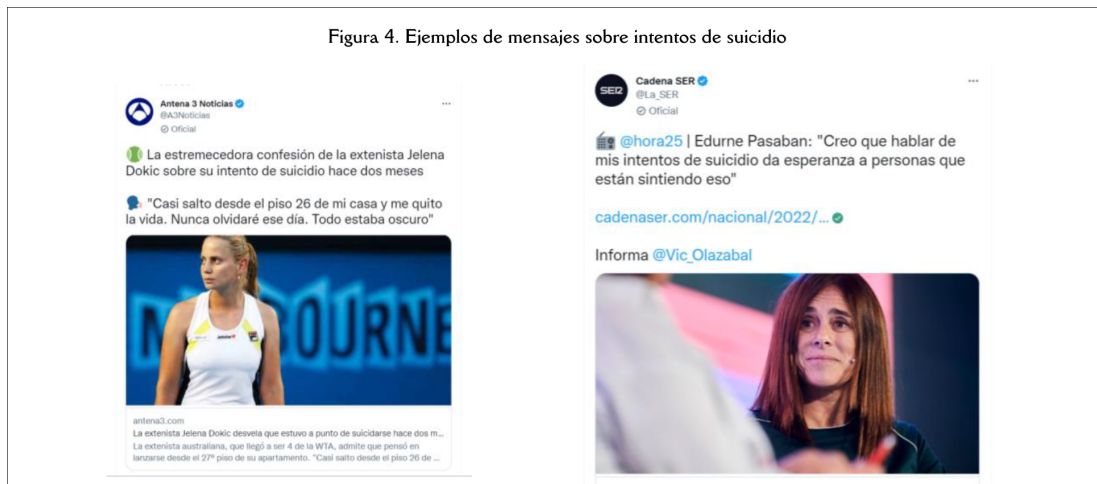 Figura 4. Ejemplos de mensajes sobre intentos de suicidio
Antena 3 Noticias
@A3Noticias
Oficial
La estremecedora confesión de la extenista Jelena
Dokic sobre su intento de suicidio hace dos meses
"Casi salto desde el piso 26 de mi casa y me quito
la vida. Nunca olvidaré ese día. Todo estaba oscuro"
antena3.com
La extenista Jelena Dokic desvela que estuvo a punto de suicidarse hace dos m...
La extenista australiana, que llegó a ser 4 de la WTA, admite que pensó en
lanzarse desde el 27º piso de su apartamento. "Casi salto desde el piso 26 de ...
SER
Cadena SER
@La_SER
Oficial
@hora25 | Edurne Pasaban: "Creo que hablar de
mis intentos de suicidio da esperanza a personas que
están sintiendo eso"
cadenaser.com/nacional/2022/...
Informa @Vic_Olazabal